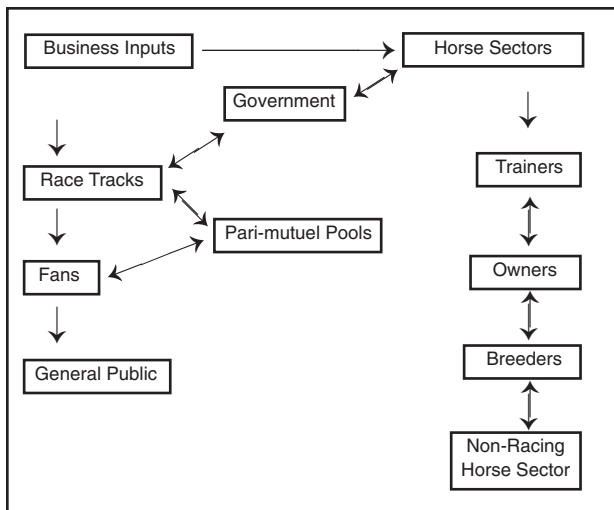 Business Inputs
Horse Sectors
Government
Race Tracks
Trainers
Pari-mutuel Pools
Fans
Owners
General Public
Breeders
Non-Racing
Horse Sector